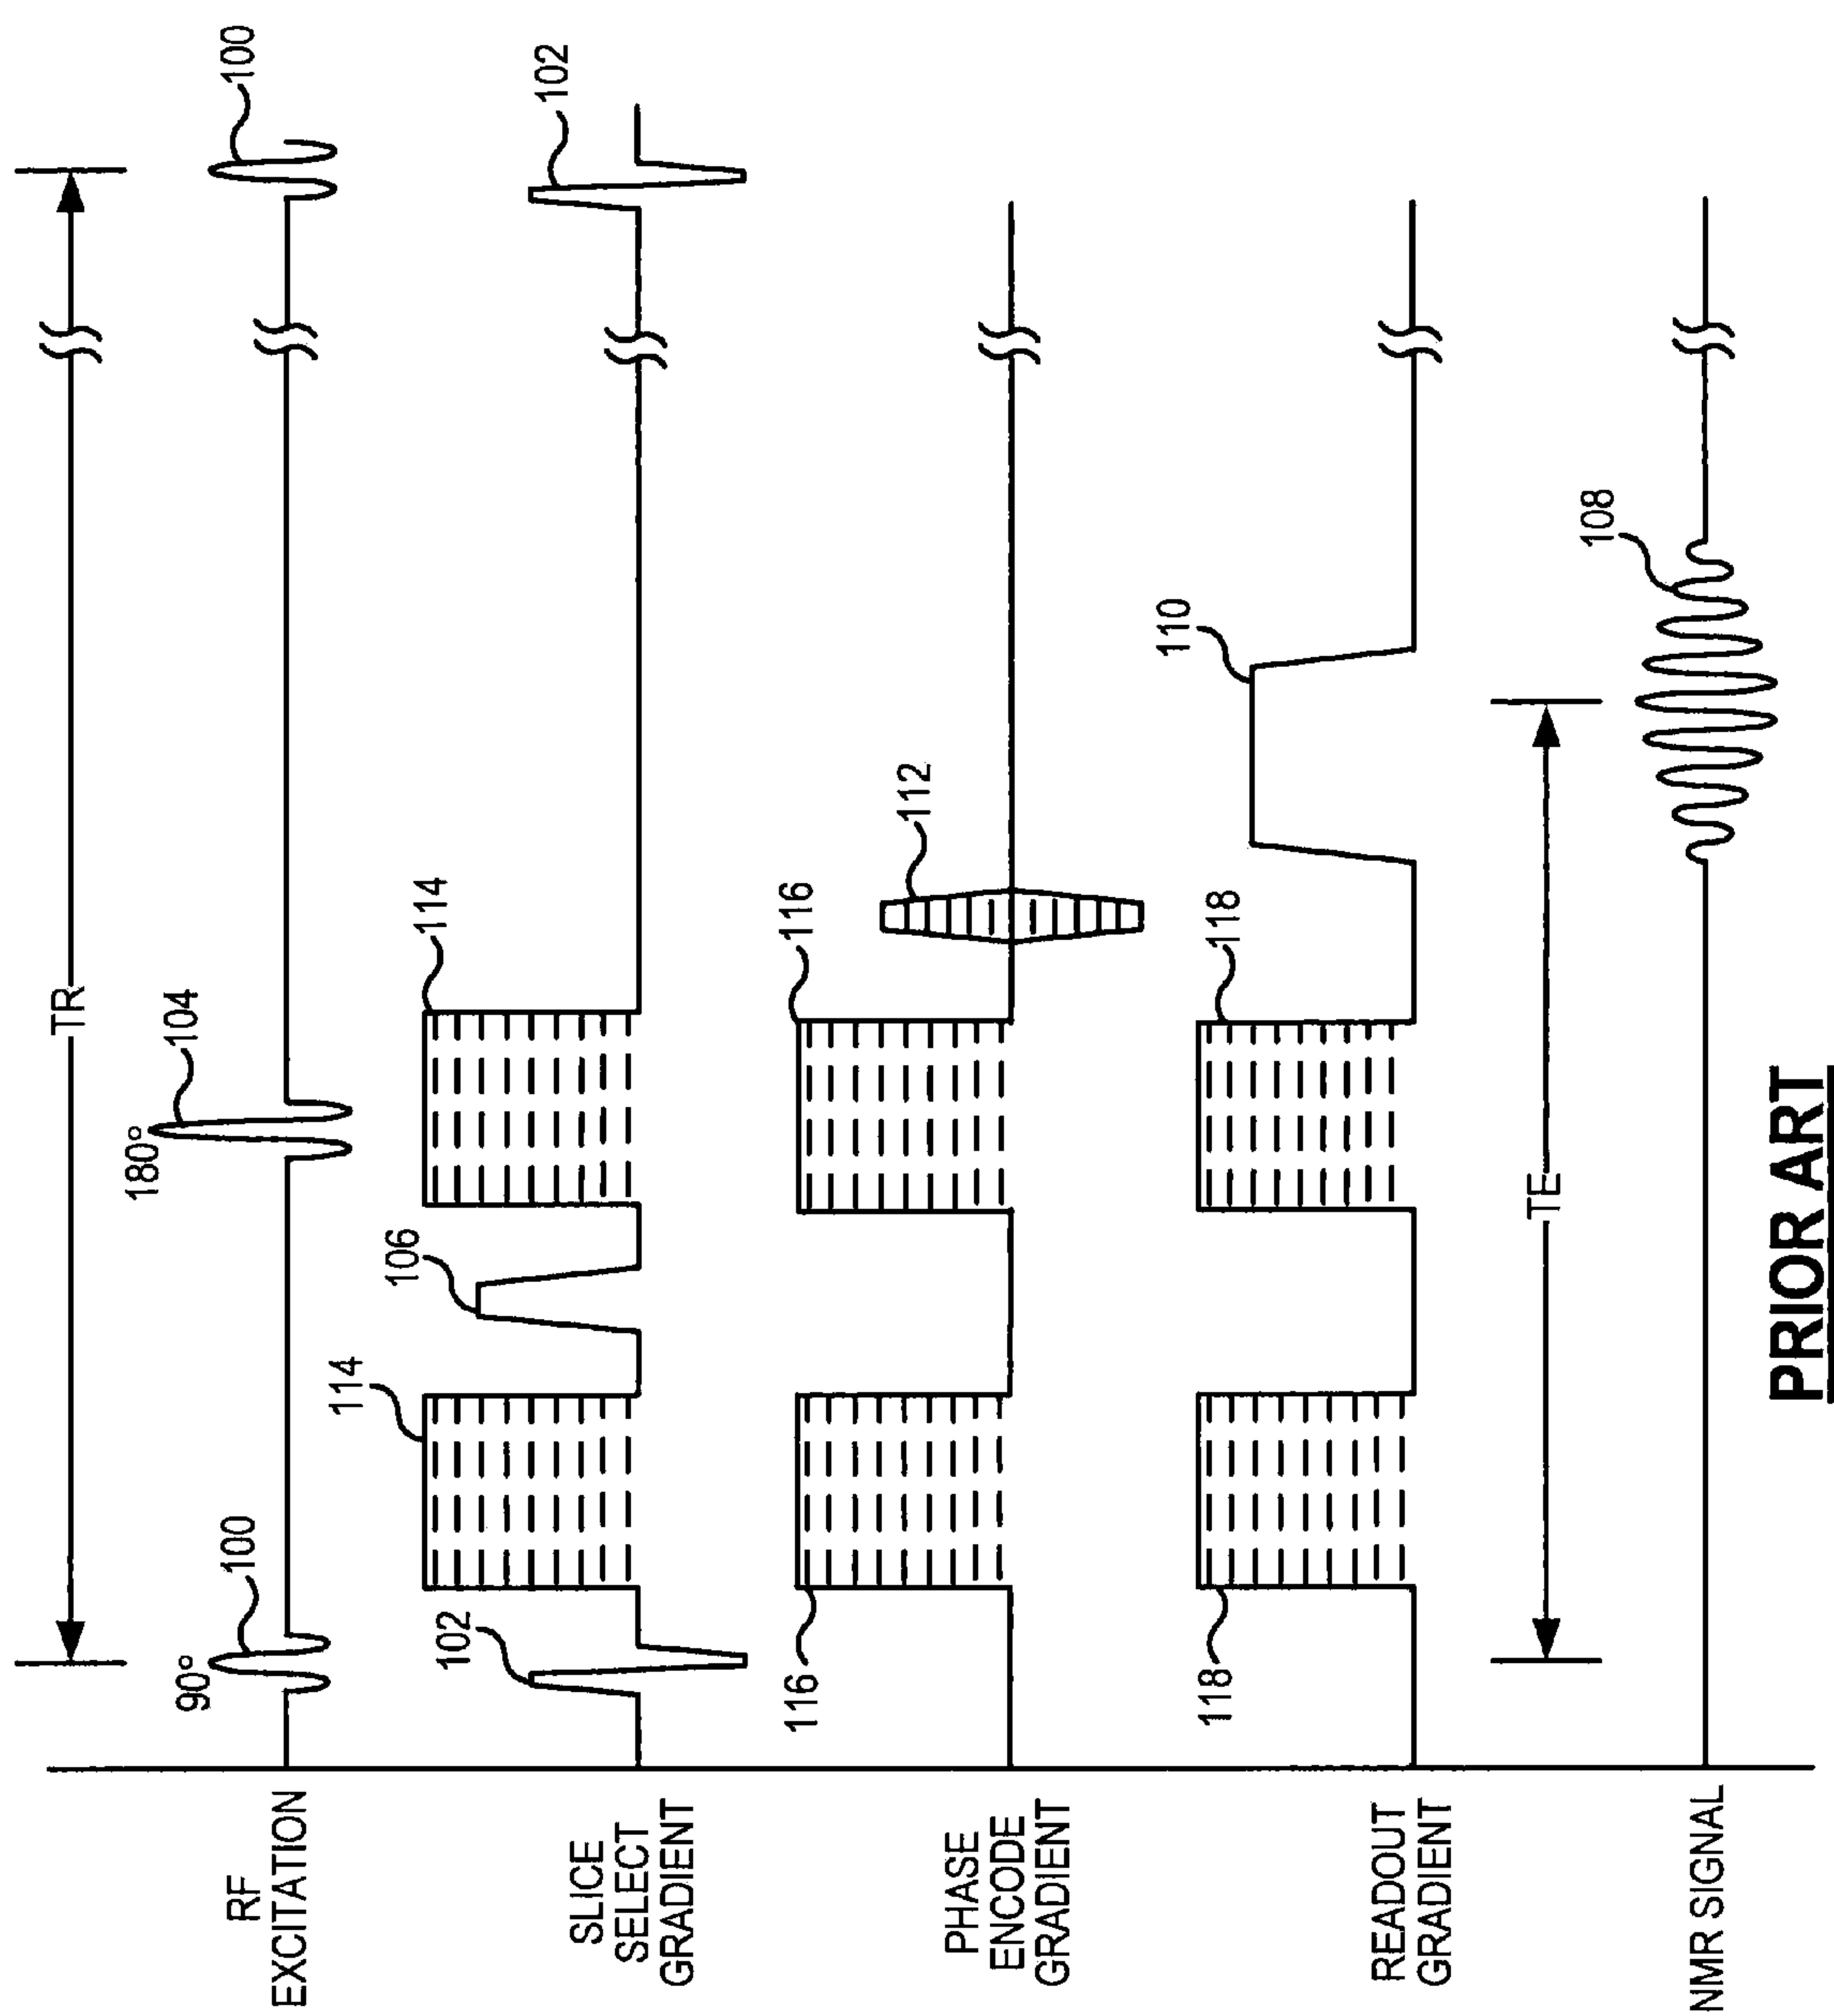 TR
90°
100
180°
104
100
RF
EXCITATION
102
114
106
114
102
SLICE
SELECT
GRADIENT
116
116
112
PHASE
ENCODE
GRADIENT
118
118
110
READOUT
GRADIENT
TE
108
NMR SIGNAL
PRIOR ART